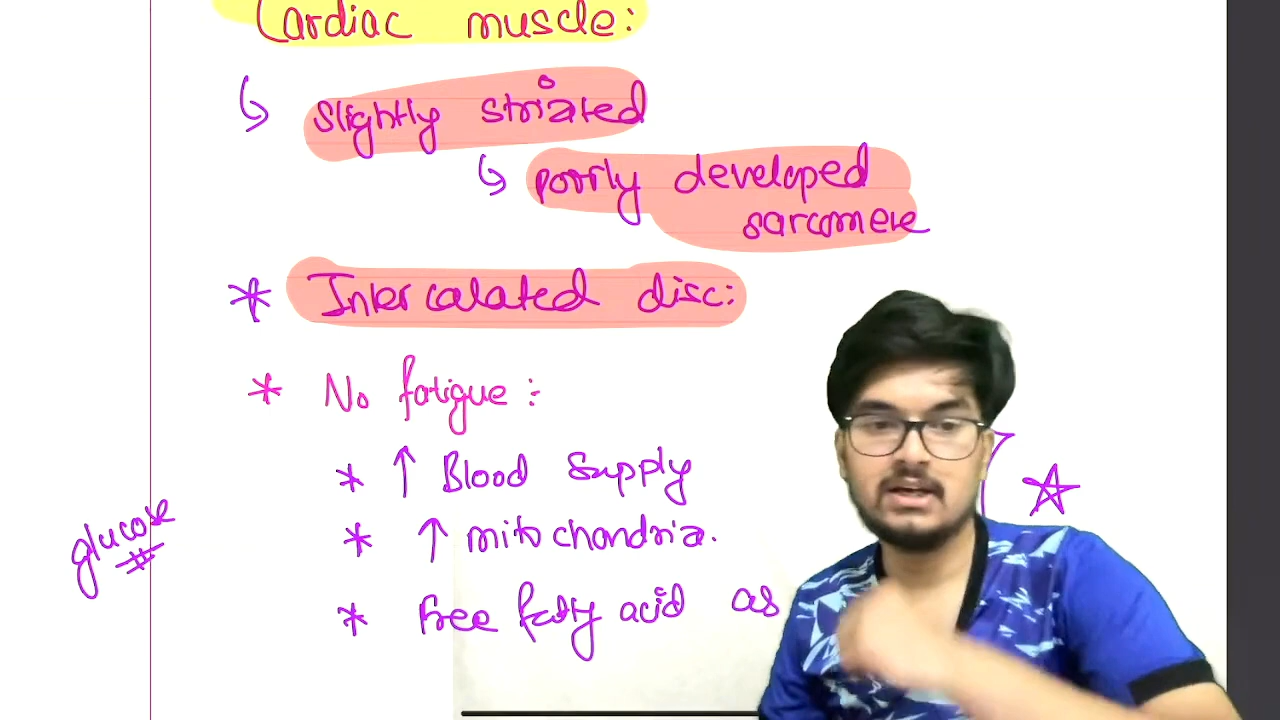 Cardiac muscle:
↳ slightly striated
↳ poorly developed
sarcomere
* Intercalated disc:
* No fatigue :-
* ↑ Blood supply
* ↑ mitochondria.
glucose
* Free fatty acid as